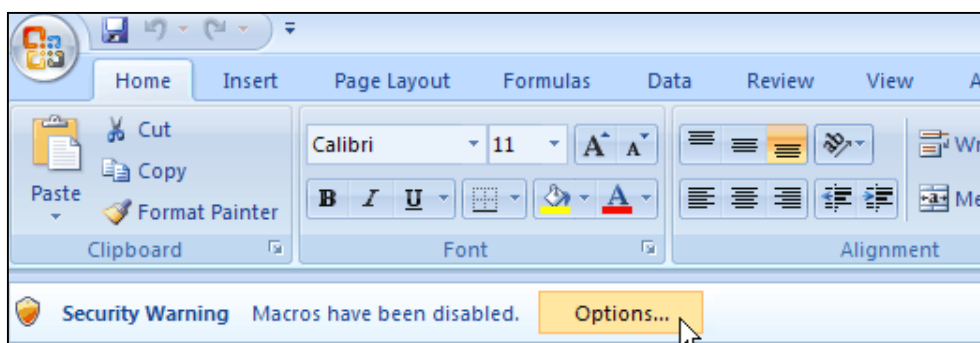 Home Insert Page Layout Formulas Data Review View
Cut
Calibri 11 A A
Copy
Paste
B I U A
Format Painter
Clipboard Font Alignment
Security Warning Macros have been disabled. Options...